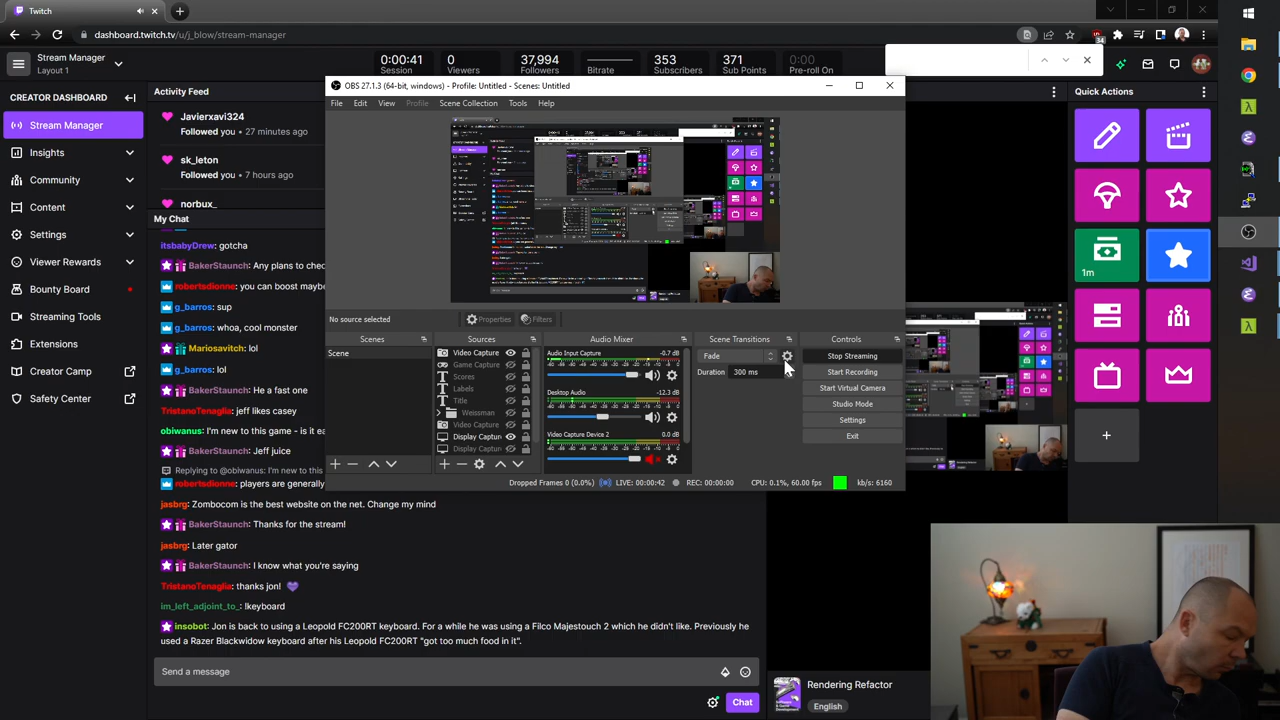 Twitch
dashboard.twitch.tv/u/j_blow/stream-manager
34
Stream Manager
Layout 1
0:00:41
Session
0
Viewers
37,994
Followers
Bitrate
353
Subscribers
371
Sub Points
0:00
Pre-roll On
CREATOR DASHBOARD
Stream Manager
Insights
Community
Content
Settings
Viewer Rewards
Bounty Board
Streaming Tools
Extensions
Creator Camp
Safety Center
Activity Feed
Javierxavi324
Followed you · 27 minutes ago
sk_leton
Followed you · 7 hours ago
norbux_
My Chat
itsbabyDrew: gotcha
BakerStaunch: Any plans to chec
robertsdionne: you can boost maybe
g_barros: sup
g_barros: whoa, cool monster
Mariosavitch: lol
g_barros: lol
BakerStaunch: He a fast one
TristanoTenaglia: jeff likes casey
obiwanus: I'm new to this game - is it ea
BakerStaunch: Jeff juice
Replying to @obiwanus: I'm new to this
robertsdionne: players are generally
jasbrg: Zombocom is the best website on the net. Change my mind
BakerStaunch: Thanks for the stream!
jasbrg: Later gator
BakerStaunch: I know what you're saying
TristanoTenaglia: thanks jon!
im_left_adjoint_to_: !keyboard
insobot: Jon is back to using a Leopold FC200RT keyboard. For a while he was using a Filco Majestouch 2 which he didn't like. Previously he
used a Razer Blackwidow keyboard after his Leopold FC200RT "got too much food in it".
Send a message
Chat
OBS 27.1.3 (64-bit, windows) - Profile: Untitled - Scenes: Untitled
File Edit View Profile Scene Collection Tools Help
No source selected
Properties
Filters
Scenes
Scene
Sources
Video Capture
Game Capture
Scores
Labels
Title
Weissman
Video Capture
Display Captur
Display Captur
Audio Mixer
Audio Input Capture -0.7 dB
Desktop Audio -12.3 dB
Video Capture Device 2 0.0 dB
Scene Transitions
Fade
Duration 300 ms
Controls
Stop Streaming
Start Recording
Start Virtual Camera
Studio Mode
Settings
Exit
Dropped Frames 0 (0.0%)
LIVE: 00:00:42
REC: 00:00:00
CPU: 0.1%, 60.00 fps
kb/s: 6160
Quick Actions
1m
Rendering Refactor
English